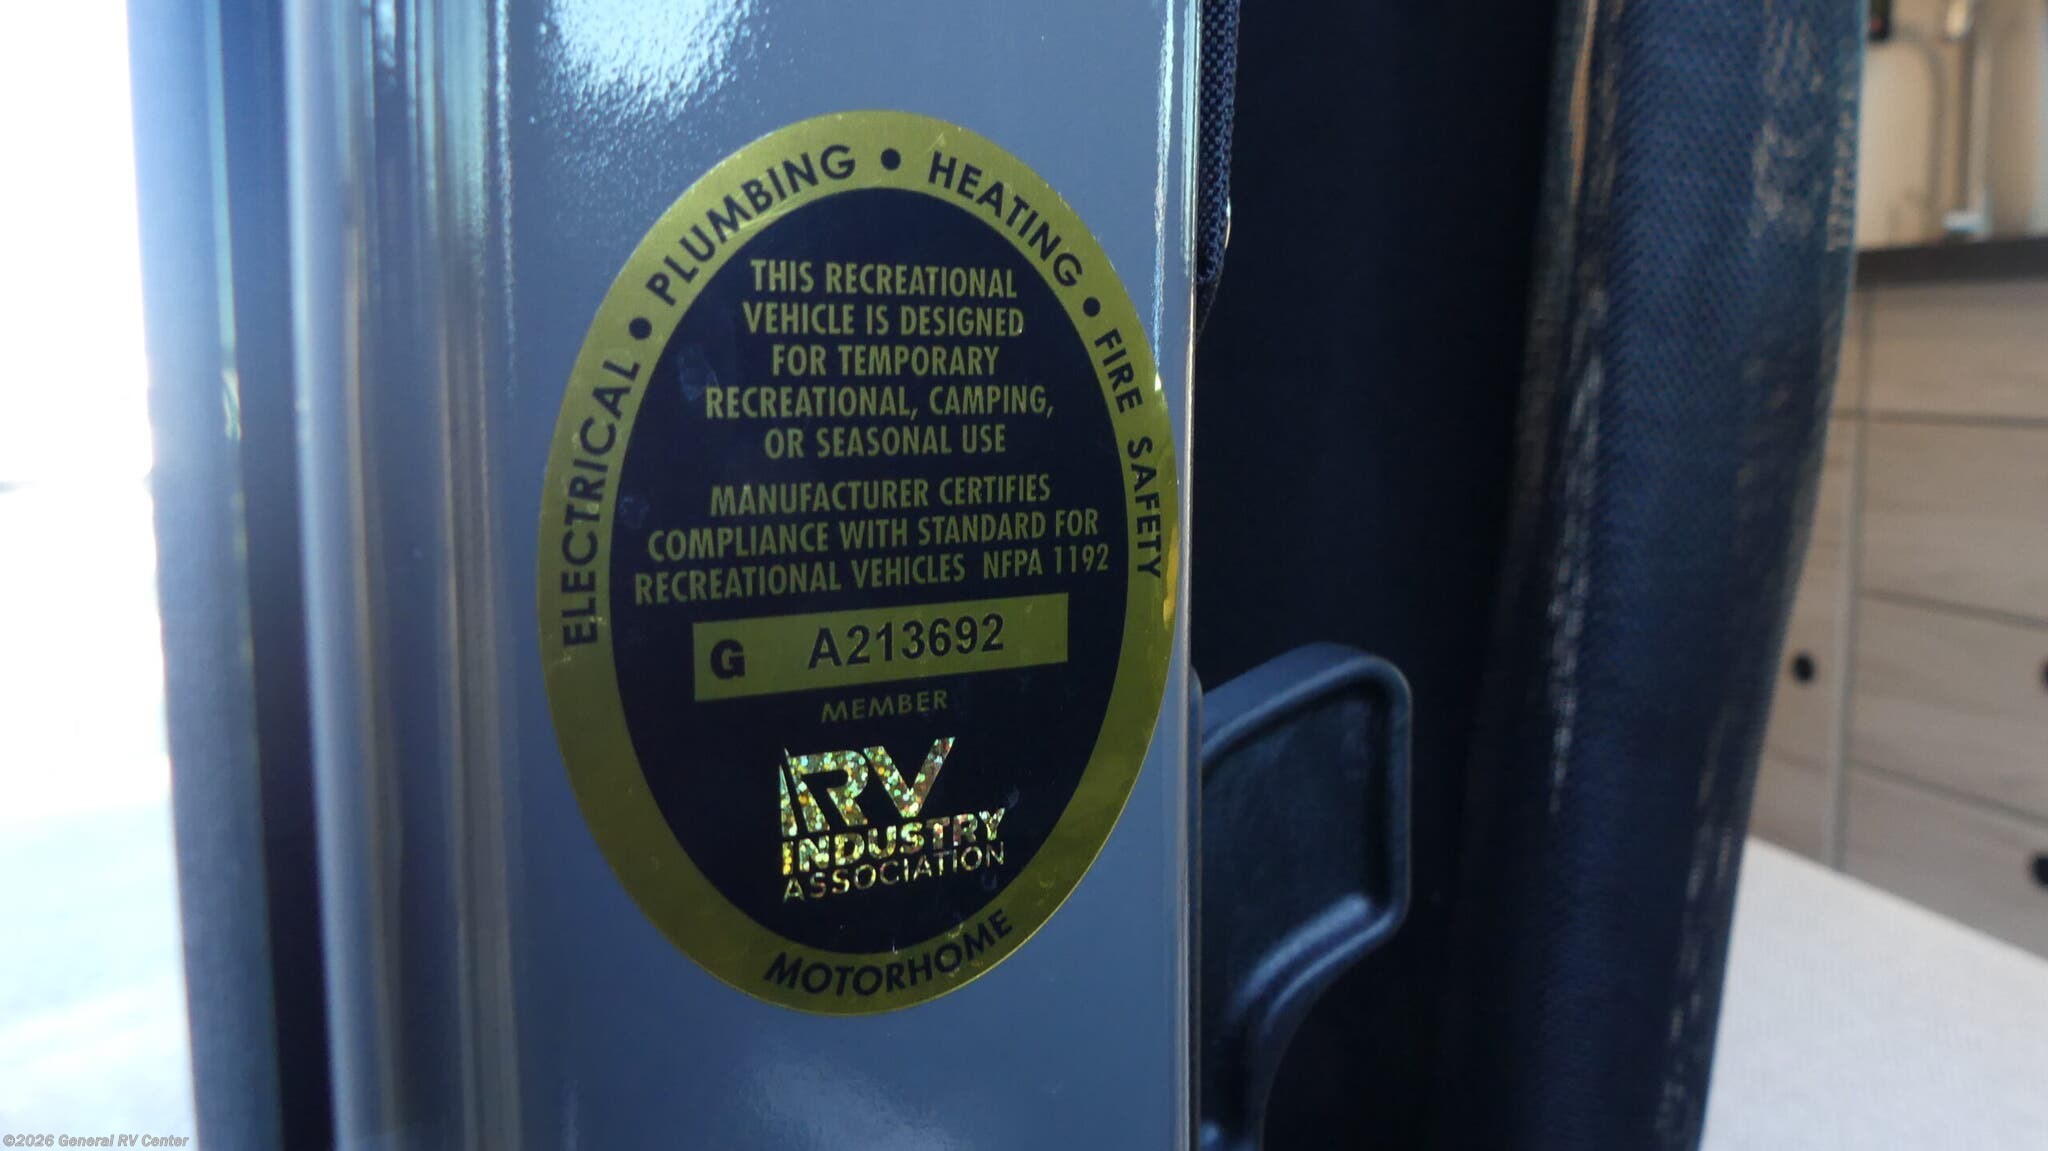 ELECTRICAL • PLUMBING • HEATING • FIRE SAFETY
THIS RECREATIONAL
VEHICLE IS DESIGNED
FOR TEMPORARY
RECREATIONAL, CAMPING,
OR SEASONAL USE
MANUFACTURER CERTIFIES
COMPLIANCE WITH STANDARD FOR
RECREATIONAL VEHICLES NFPA 1192
G A213692
MEMBER
RV
INDUSTRY
ASSOCIATION
MOTORHOME
©2026 General RV Center